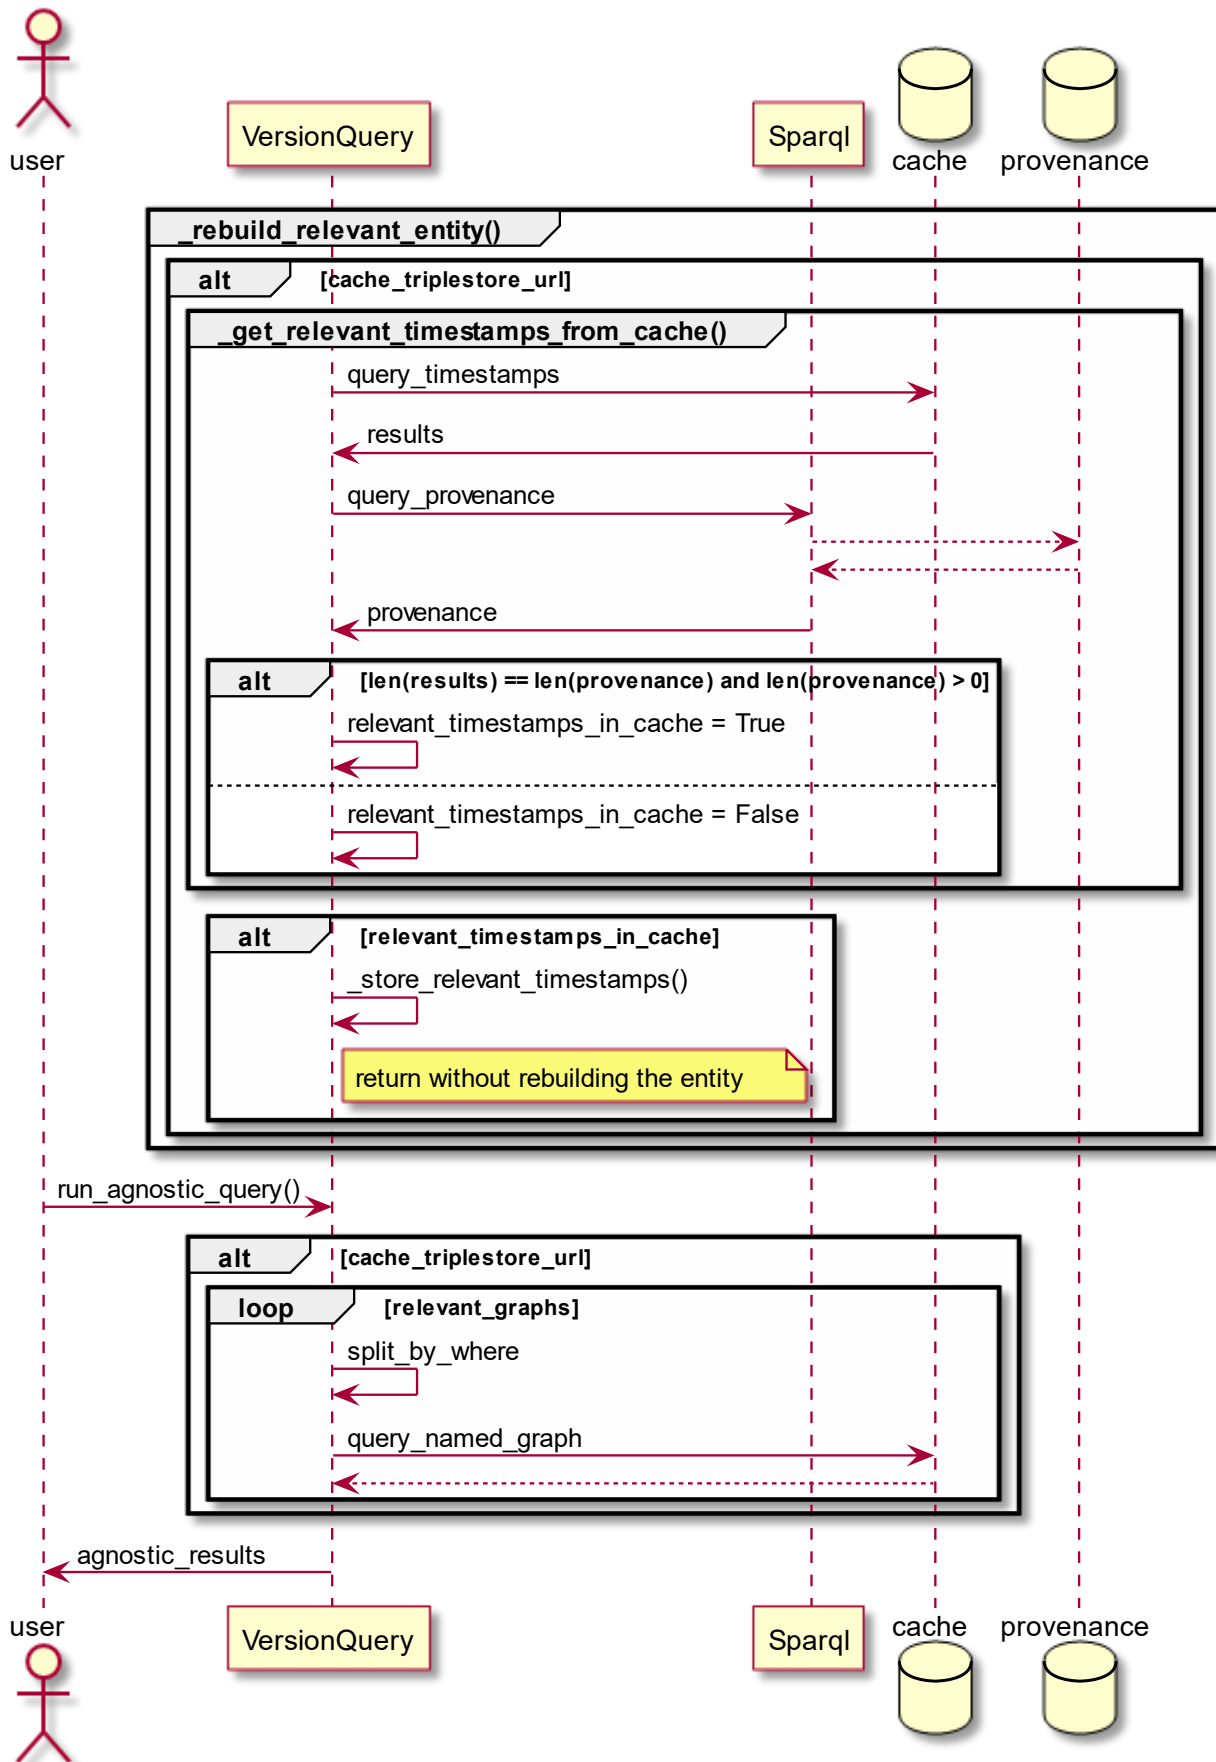 user
VersionQuery
Sparql
cache
provenance
_rebuild_relevant_entity()
alt [cache_triplestore_url]
_get_relevant_timestamps_from_cache()
query_timestamps
results
query_provenance
provenance
alt [len(results) == len(provenance) and len(provenance) > 0]
relevant_timestamps_in_cache = True
relevant_timestamps_in_cache = False
alt [relevant_timestamps_in_cache]
_store_relevant_timestamps()
return without rebuilding the entity
run_agnostic_query()
alt [cache_triplestore_url]
loop [relevant_graphs]
split_by_where
query_named_graph
agnostic_results
user
VersionQuery
Sparql
cache
provenance